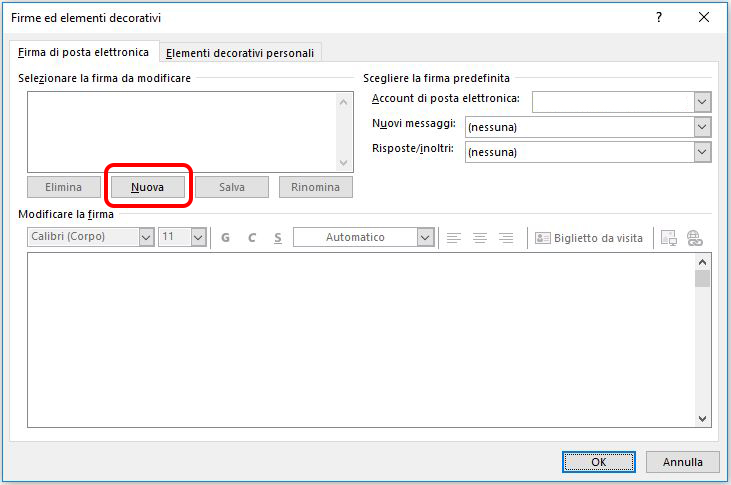 Firme ed elementi decorativi
?
Firma di posta elettronica Elementi decorativi personali
Selezionare la firma da modificare
Scegliere la firma predefinita
Account di posta elettronica:
Nuovi messaggi: (nessuna)
Risposte/inoltri: (nessuna)
Elimina Nuova Salva Rinomina
Modificare la firma
Calibri (Corpo) 11 G C S Automatico Biglietto da visita
OK Annulla